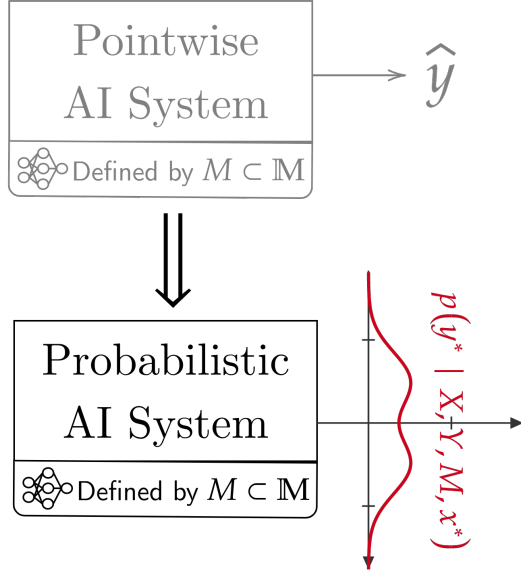 Pointwise
AI System
ŷ
Defined by M ⊂ 𝕄
Probabilistic
AI System
Defined by M ⊂ 𝕄
p(y* | X, Y, M, x*)